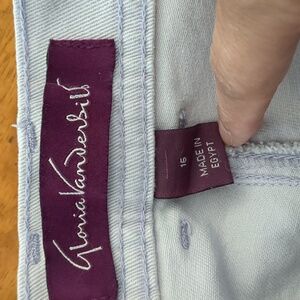 Gloria Vanderbilt
16
MADE IN
EGYPT